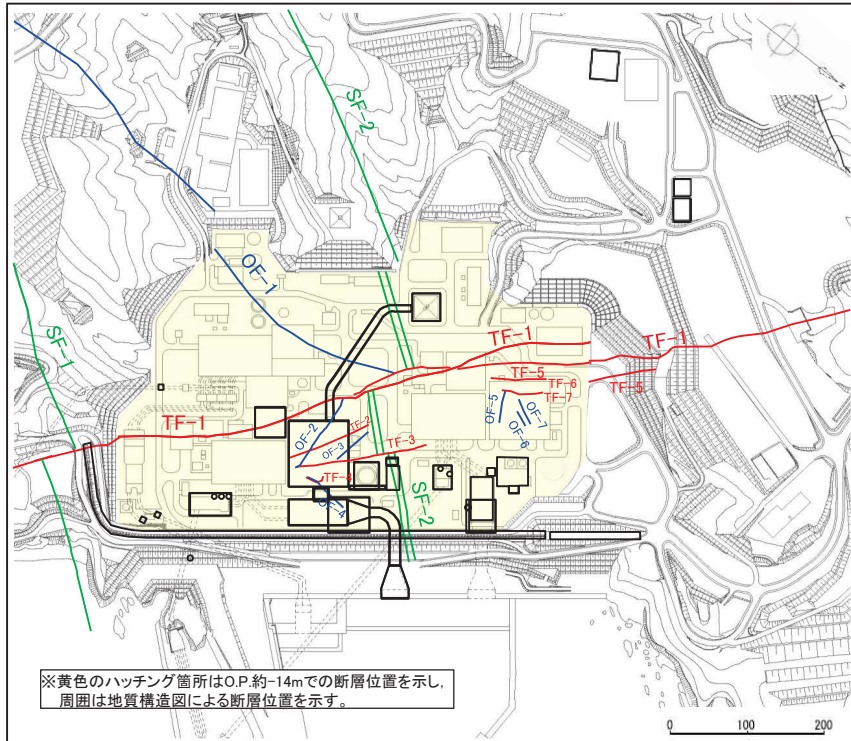 SF-2
OF-1
SF-1
TF-1
TF-1
TF-5
TF-6
TF-5
TF-7
OF-5
OF-7
OF-6
TF-1
OF-2
TF-2
OF-3
TF-3
TF-4
OF-4
SF-2
※黄色のハッチング箇所はO.P.約-14mでの断層位置を示し,
周囲は地質構造図による断層位置を示す。
0 100 200